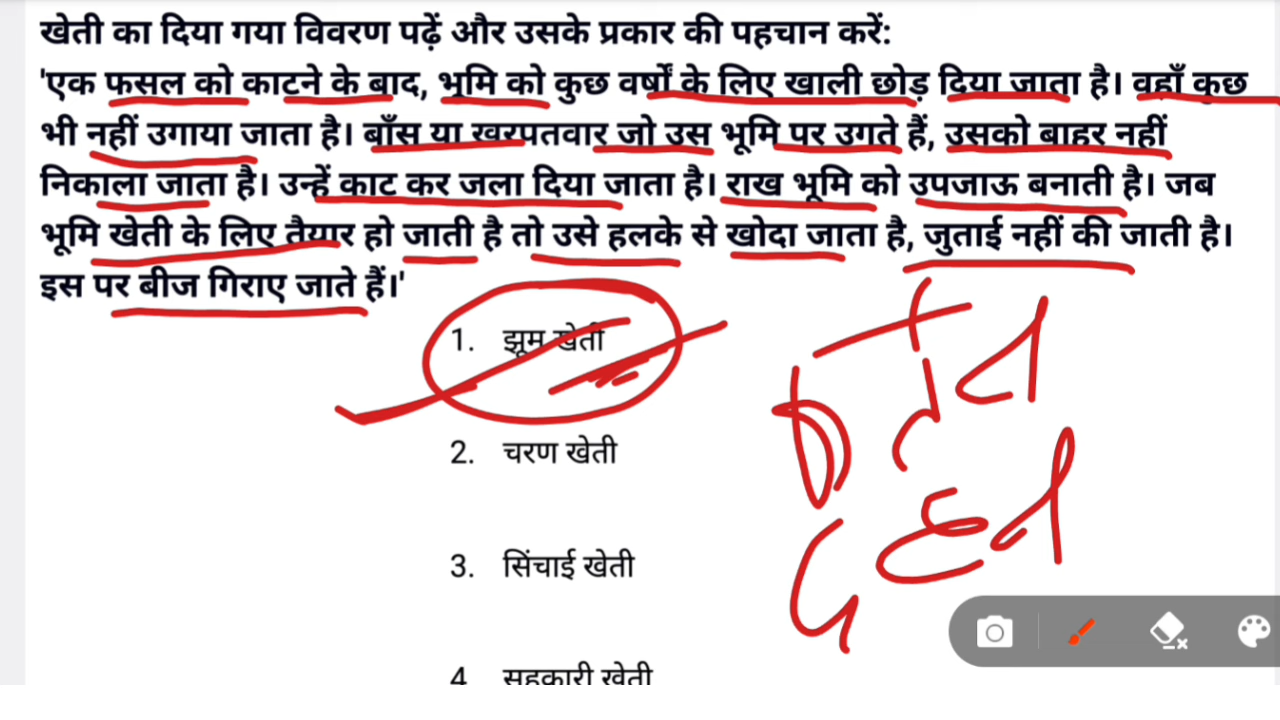 खेती का दिया गया विवरण पढ़ें और उसके प्रकार की पहचान करें:
'एक फसल को काटने के बाद, भूमि को कुछ वर्षों के लिए खाली छोड़ दिया जाता है। वहाँ कुछ
भी नहीं उगाया जाता है। बाँस या खरपतवार जो उस भूमि पर उगते हैं, उसको बाहर नहीं
निकाला जाता है। उन्हें काट कर जला दिया जाता है। राख भूमि को उपजाऊ बनाती है। जब
भूमि खेती के लिए तैयार हो जाती है तो उसे हलके से खोदा जाता है, जुताई नहीं की जाती है।
इस पर बीज गिराए जाते हैं।'
1. झूम खेती
2. चरण खेती
3. सिंचाई खेती
4 सहकारी खेती